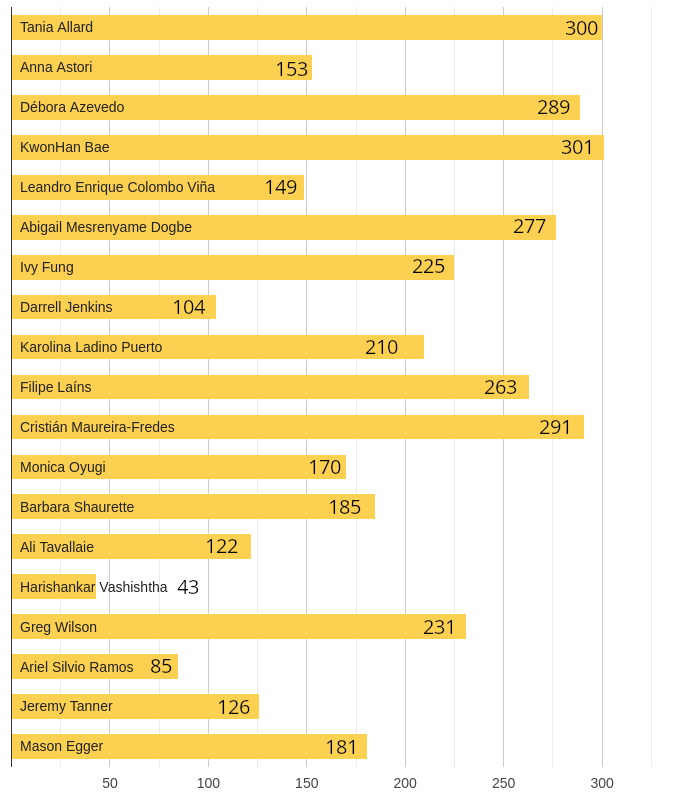 Tania Allard 300
Anna Astori 153
Débora Azevedo 289
KwonHan Bae 301
Leandro Enrique Colombo Viña 149
Abigail Mesrenyame Dogbe 277
Ivy Fung 225
Darrell Jenkins 104
Karolina Ladino Puerto 210
Filipe Laíns 263
Cristián Maureira-Fredes 291
Monica Oyugi 170
Barbara Shaurette 185
Ali Tavallaie 122
Harishankar Vashishtha 43
Greg Wilson 231
Ariel Silvio Ramos 85
Jeremy Tanner 126
Mason Egger 181
50 100 150 200 250 300